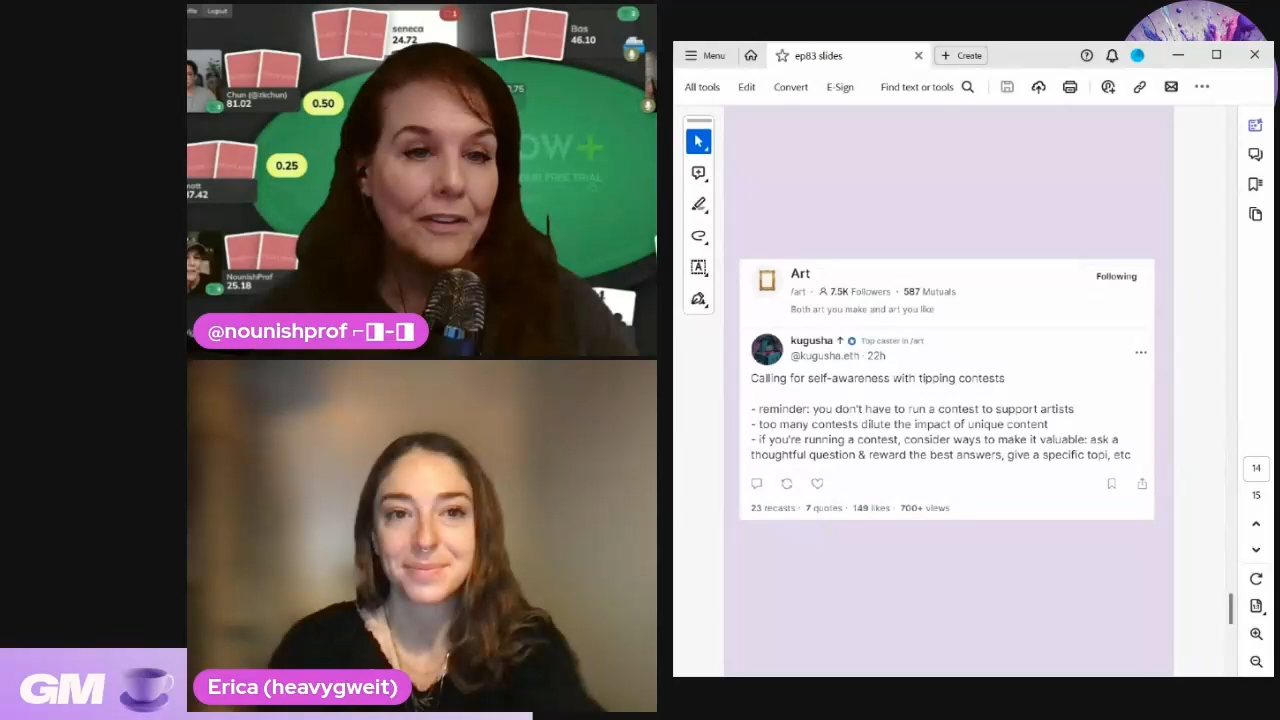 Logout
seneca
24.72
1
Bas
46.10
3
Chun (@zkchun)
81.02
0.50
0.75
0.25
NounishProf
25.18
@nounishprof
Erica (heavygweit)
GM
Menu
ep83 slides
Create
All tools
Edit
Convert
E-Sign
Find text or tools
Art
/art · 7.5K Followers · 587 Mutuals
Both art you make and art you like
Following
kugusha ↑ Top caster in /art
@kugusha.eth · 22h
Calling for self-awareness with tipping contests
- reminder: you don't have to run a contest to support artists
- too many contests dilute the impact of unique content
- if you're running a contest, consider ways to make it valuable: ask a
thoughtful question & reward the best answers, give a specific topi, etc
23 recasts · 7 quotes · 149 likes · 700+ views
14
15